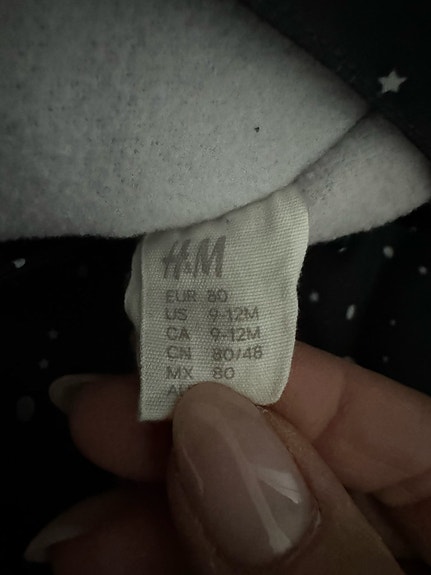 H&M
EUR 80
US 9-12M
CA 9-12M
CN 80/48
MX 80